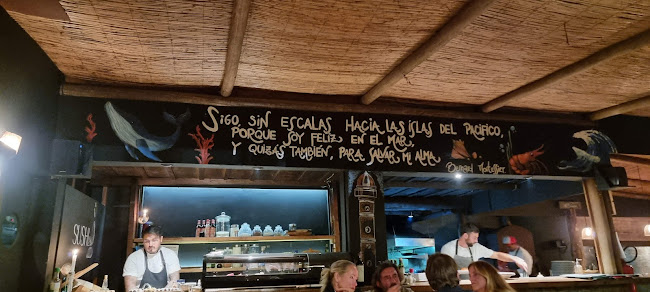 Sigo, sin escalas hacia las islas del Pacífico,
porque soy feliz en el mar
y quizás también, para salvar mi alma
SUSHI